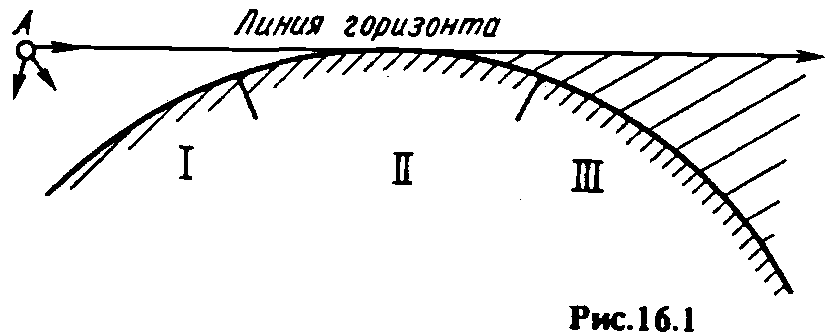 А
Линия горизонта
I
II
III
Рис.16.1